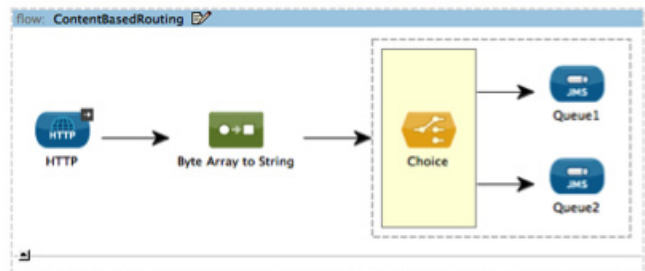 flow: ContentBasedRouting
HTTP
HTTP
Byte Array to String
Choice
JMS
Queue1
JMS
Queue2